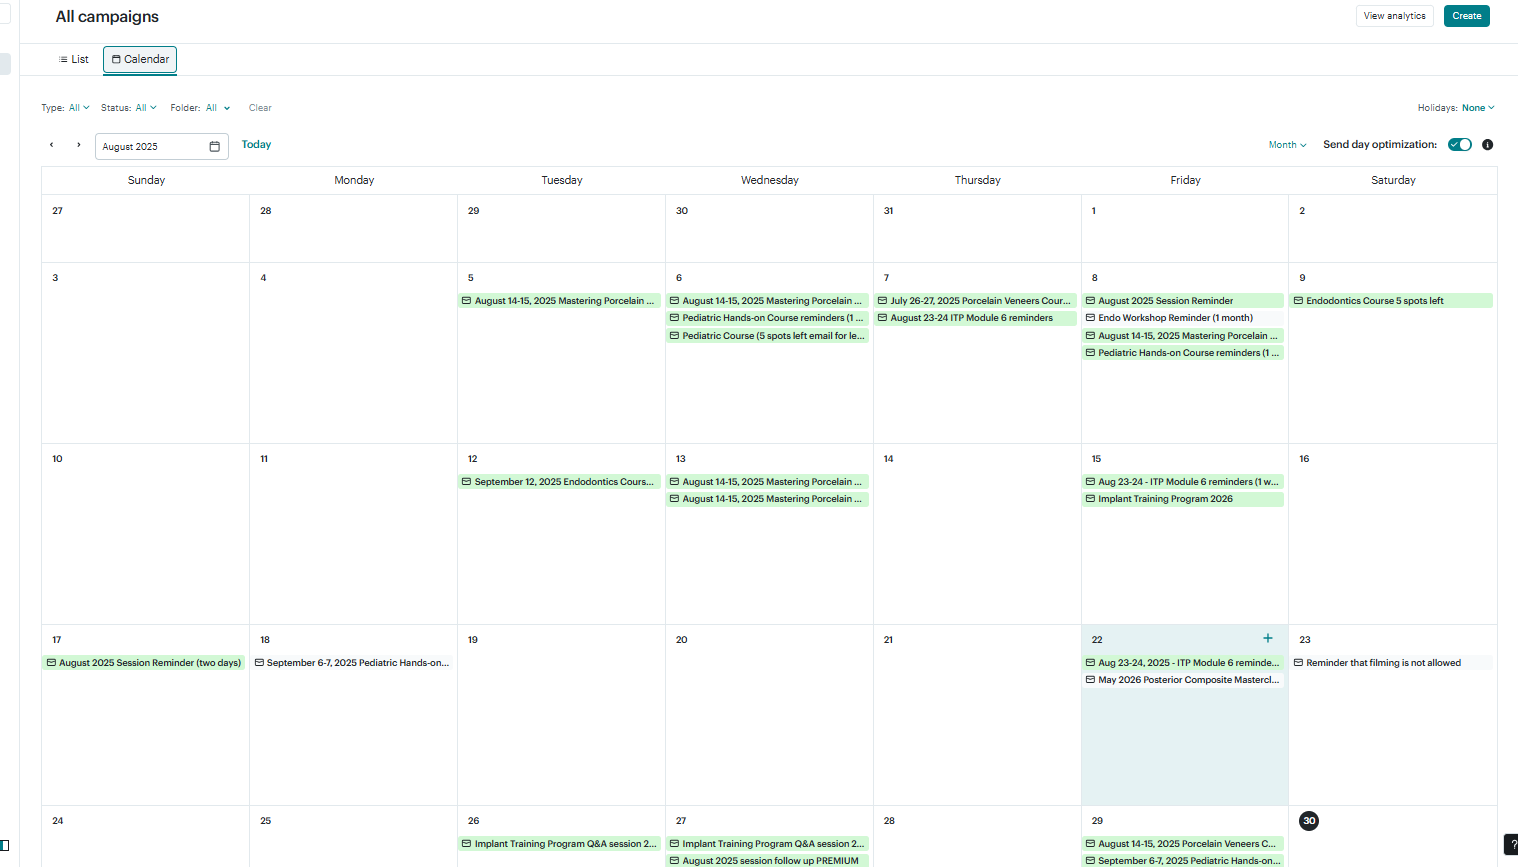 All campaigns
View analytics
Create
List
Calendar
Type: All
Status: All
Folder: All
Clear
Holidays: None
August 2025
Today
Month
Send day optimization:
Sunday
Monday
Tuesday
Wednesday
Thursday
Friday
Saturday
27
28
29
30
31
1
2
3
4
5
August 14-15, 2025 Mastering Porcelain ...
6
August 14-15, 2025 Mastering Porcelain ...
Pediatric Hands-on Course reminders (1 ...
Pediatric Course (5 spots left email for le...
7
July 26-27, 2025 Porcelain Veneers Cour...
August 23-24 ITP Module 6 reminders
8
August 2025 Session Reminder
Endo Workshop Reminder (1 month)
August 14-15, 2025 Mastering Porcelain ...
Pediatric Hands-on Course reminders (1 ...
9
Endodontics Course 5 spots left
10
11
12
September 12, 2025 Endodontics Cours...
13
August 14-15, 2025 Mastering Porcelain ...
August 14-15, 2025 Mastering Porcelain ...
14
15
Aug 23-24 - ITP Module 6 reminders (1 w...
Implant Training Program 2026
16
17
August 2025 Session Reminder (two days)
18
September 6-7, 2025 Pediatric Hands-on...
19
20
21
22
Aug 23-24, 2025 - ITP Module 6 reminde...
May 2026 Posterior Composite Mastercl...
23
Reminder that filming is not allowed
24
25
26
Implant Training Program Q&A session 2...
27
Implant Training Program Q&A session 2...
August 2025 session follow up PREMIUM
28
29
August 14-15, 2025 Porcelain Veneers C...
September 6-7, 2025 Pediatric Hands-on...
30
?